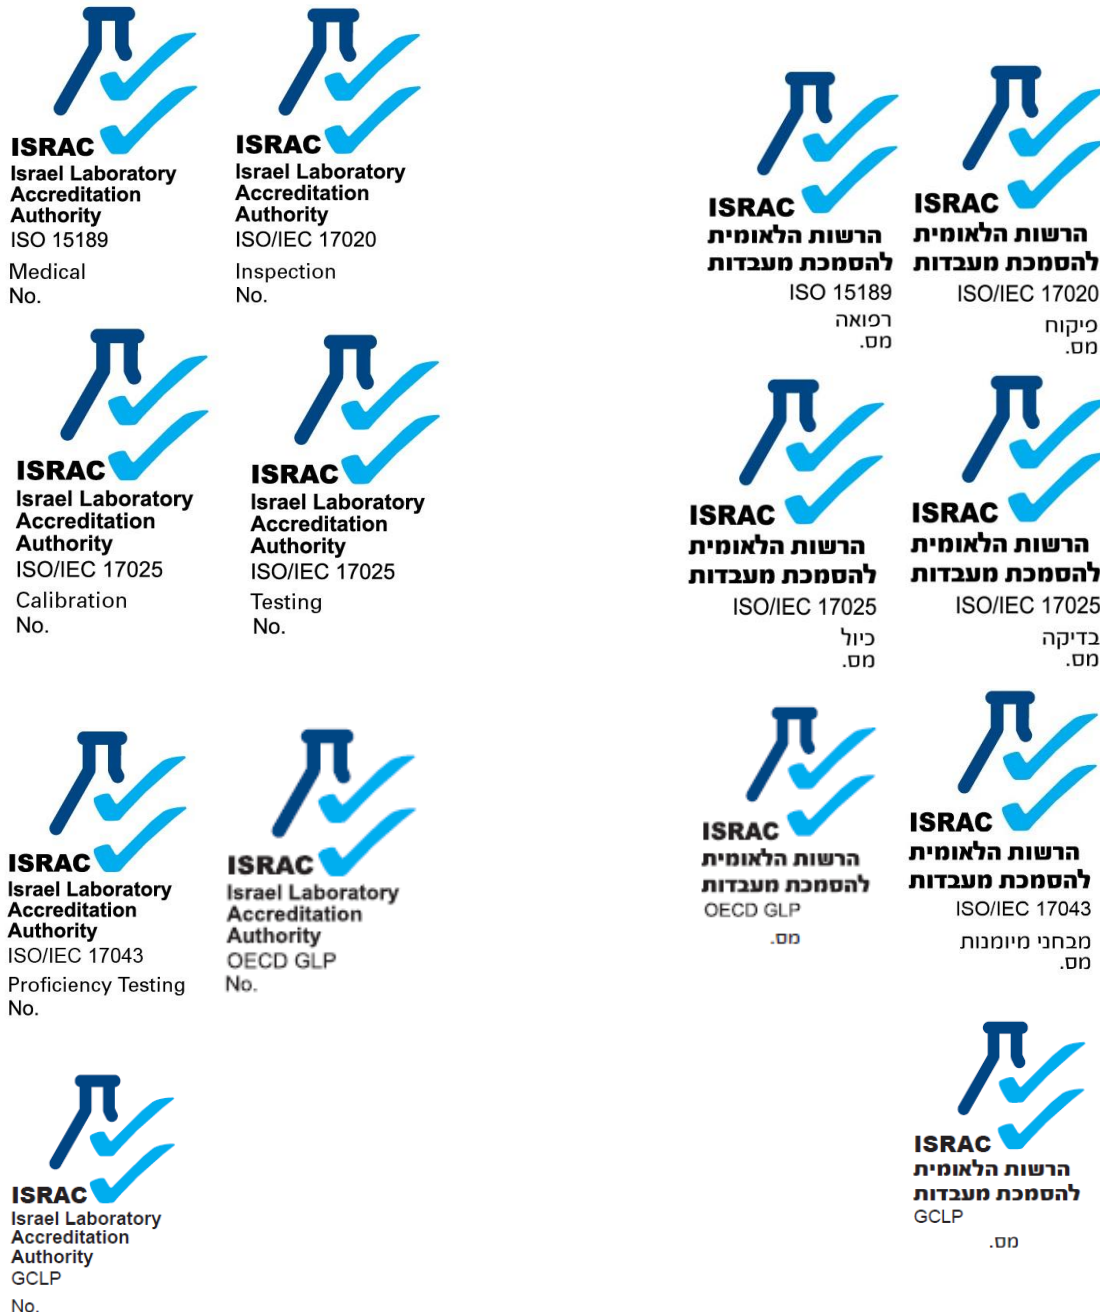 ISRAC
Israel Laboratory
Accreditation
Authority
ISO 15189
Medical
No.
ISRAC
Israel Laboratory
Accreditation
Authority
ISO/IEC 17020
Inspection
No.
ISRAC
הרשות הלאומית
להסמכת מעבדות
ISO 15189
רפואה
מס.
ISRAC
הרשות הלאומית
להסמכת מעבדות
ISO/IEC 17020
פיקוח
מס.
ISRAC
Israel Laboratory
Accreditation
Authority
ISO/IEC 17025
Calibration
No.
ISRAC
Israel Laboratory
Accreditation
Authority
ISO/IEC 17025
Testing
No.
ISRAC
הרשות הלאומית
להסמכת מעבדות
ISO/IEC 17025
כיול
מס.
ISRAC
הרשות הלאומית
להסמכת מעבדות
ISO/IEC 17025
בדיקה
מס.
ISRAC
Israel Laboratory
Accreditation
Authority
ISO/IEC 17043
Proficiency Testing
No.
ISRAC
Israel Laboratory
Accreditation
Authority
OECD GLP
No.
ISRAC
הרשות הלאומית
להסמכת מעבדות
OECD GLP
מס.
ISRAC
הרשות הלאומית
להסמכת מעבדות
ISO/IEC 17043
מבחני מיומנות
מס.
ISRAC
Israel Laboratory
Accreditation
Authority
GCLP
No.
ISRAC
הרשות הלאומית
להסמכת מעבדות
GCLP
מס.